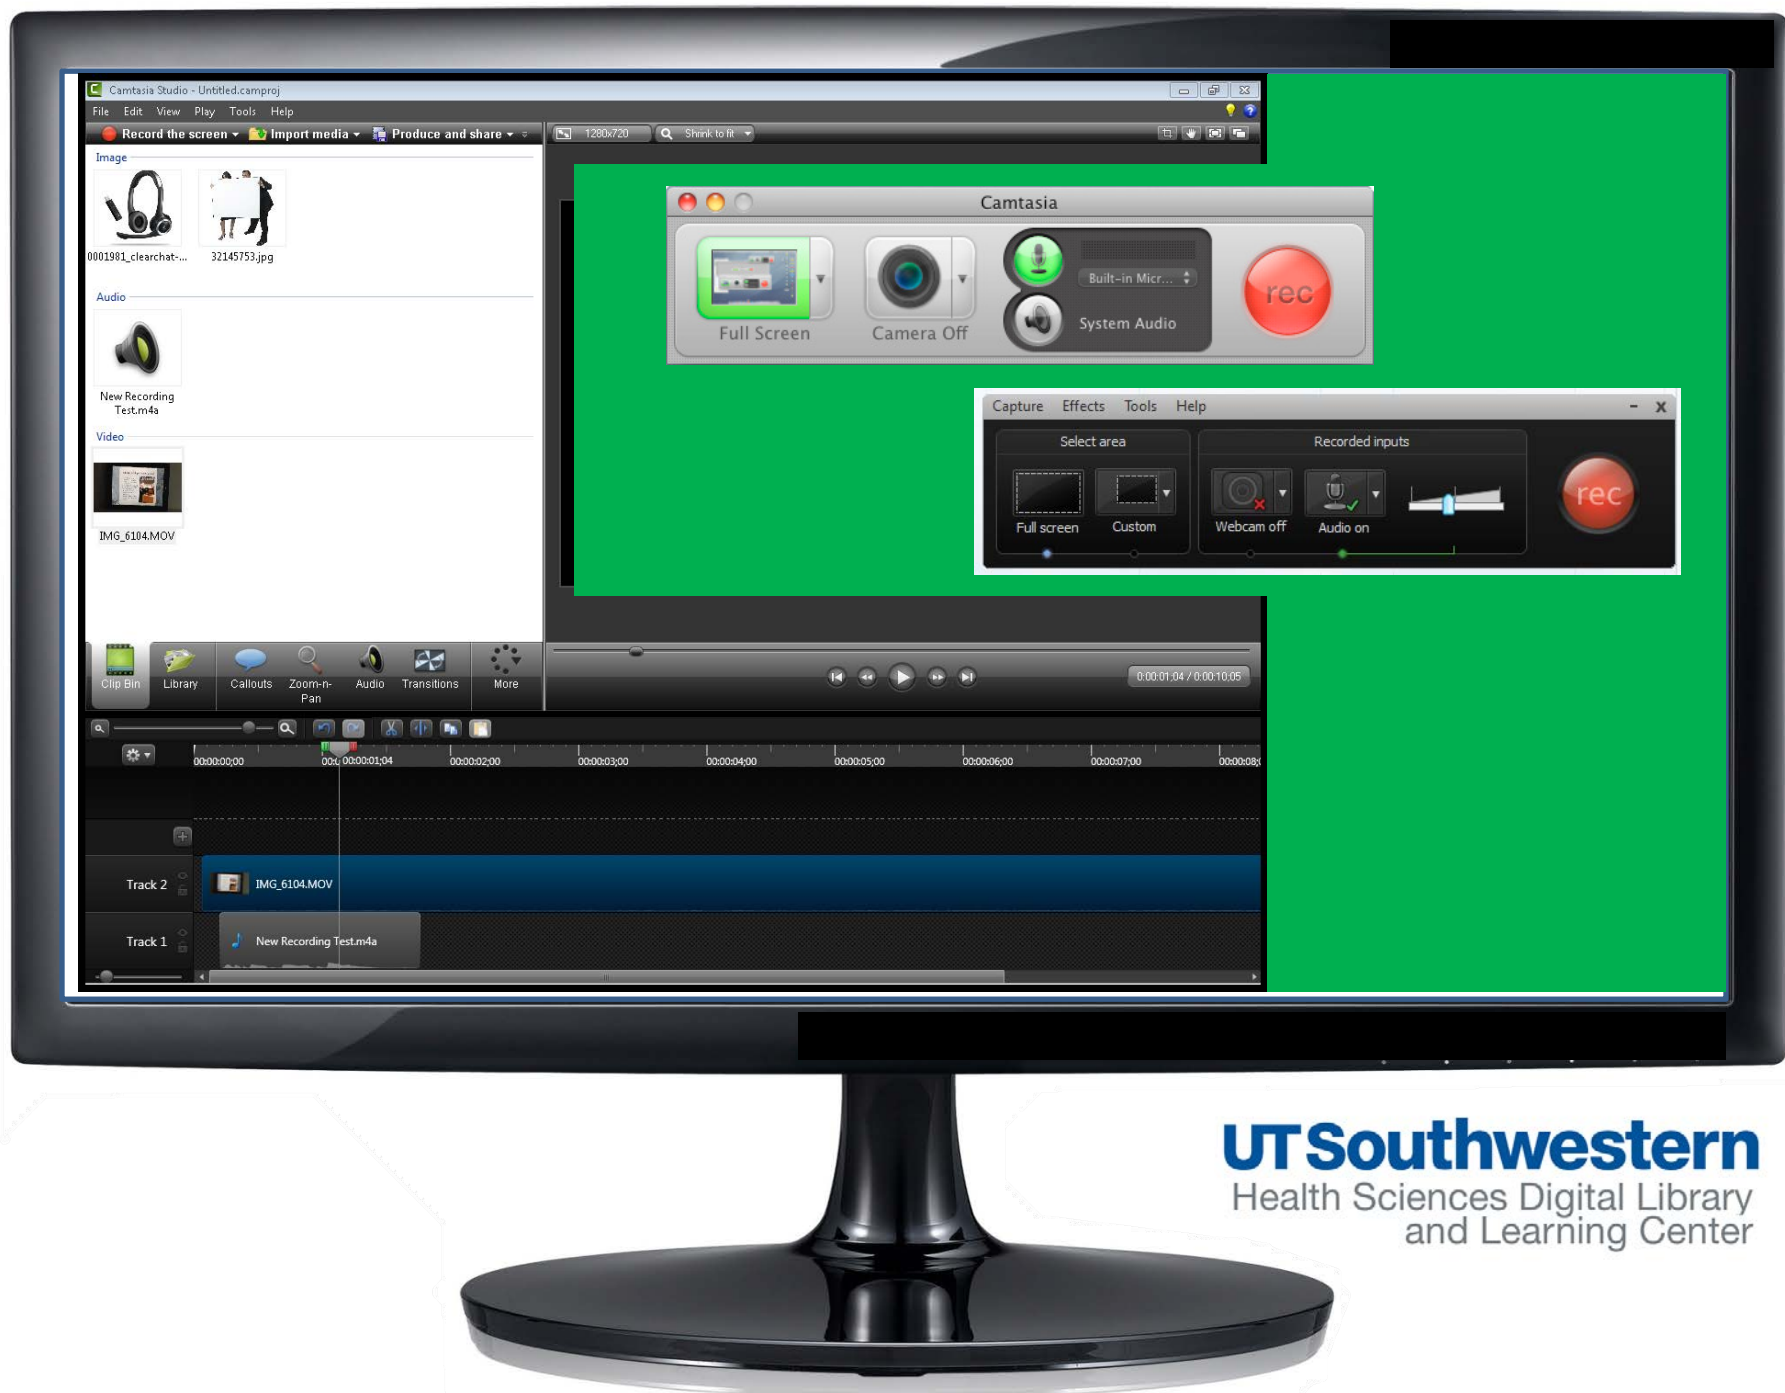 Camtasia Studio - Untitled.camproj
File Edit View Play Tools Help
Record the screen Import media Produce and share 1280x720 Shrink to fit
Image
0001981_clearchat-... 32145753.jpg
Audio
New Recording
Test.m4a
Video
IMG_6104.MOV
Camtasia
Full Screen
Camera Off
Built-in Micr...
System Audio
rec
Capture Effects Tools Help
Select area
Recorded inputs
Full screen
Custom
Webcam off
Audio on
rec
Clip Bin Library Callouts Zoom-n-
Pan
Audio Transitions More
0:00:01;04 / 0:00:10;05
00:00:00;00 00:00:01;04 00:00:02;00 00:00:03;00 00:00:04;00 00:00:05;00 00:00:06;00 00:00:07;00
Track 2 IMG_6104.MOV
Track 1 New Recording Test.m4a
UT Southwestern
Health Sciences Digital Library
and Learning Center